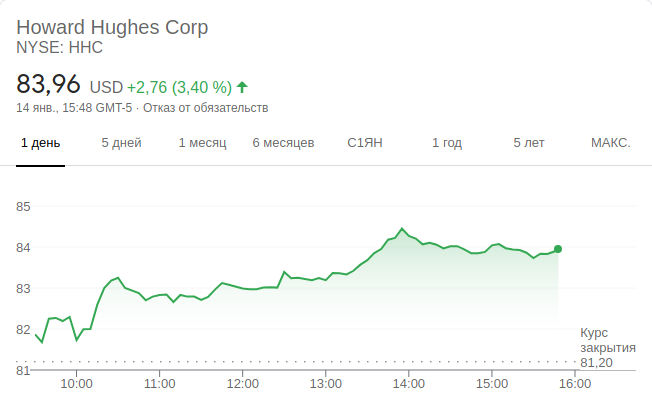 Howard Hughes Corp
NYSE: HHC
83,96 USD +2,76 (3,40 %)
14 янв., 15:48 GMT-5 · Отказ от обязательств
1 день 5 дней 1 месяц 6 месяцев С1ЯН 1 год 5 лет МАКС.
85
84
83
82
Курс
закрытия
81,20
81
10:00 11:00 12:00 13:00 14:00 15:00 16:00